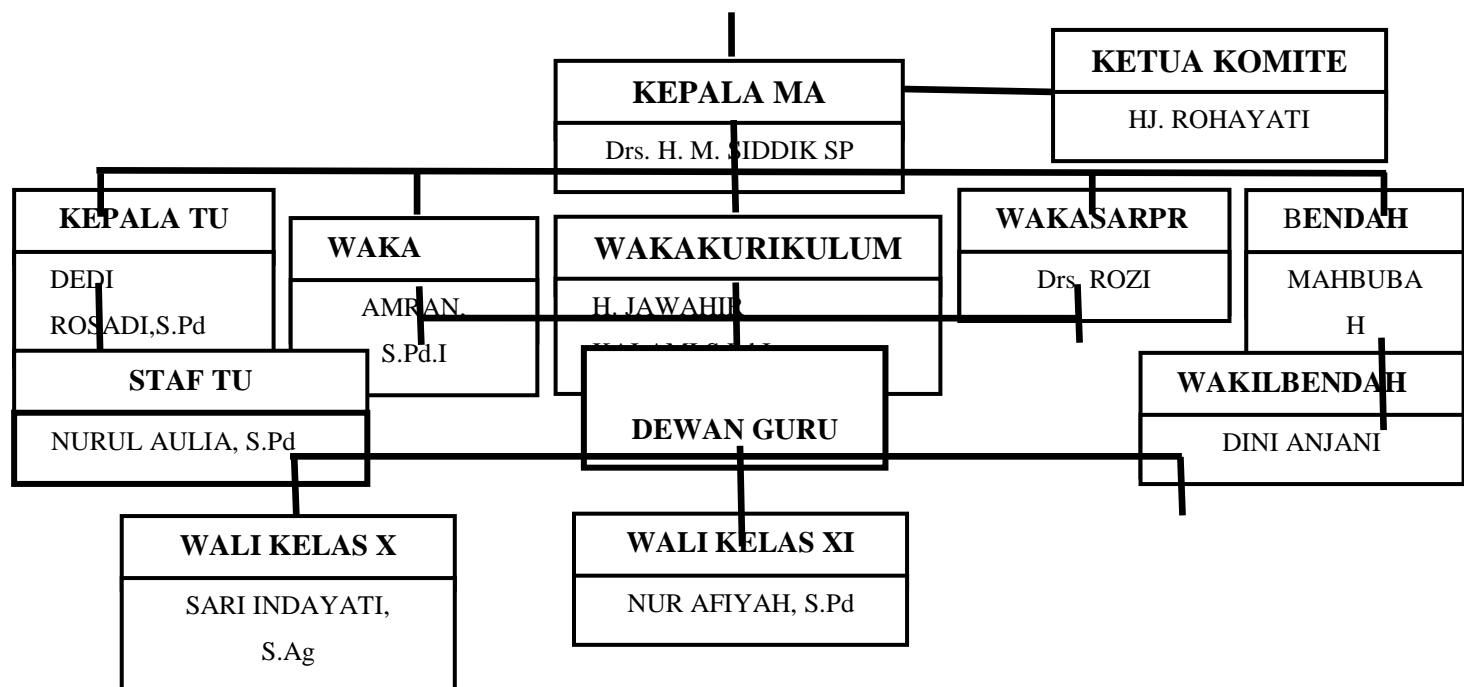 KETUA KOMITE
HJ. ROHAYATI
KEPALA MA
Drs. H. M. SIDDIK SP
KEPALA TU
DEDI
ROSADI,S.Pd
WAKA
AMRAN,
S.Pd.I
WAKAKURIKULUM
H. JAWAHIR
WAKASARPR
Drs. ROZI
BENDAH
MAHBUBA
H
STAF TU
NURUL AULIA, S.Pd
DEWAN GURU
WAKILBENDAH
DINI ANJANI
WALI KELAS X
SARI INDAYATI,
S.Ag
WALI KELAS XI
NUR AFIYAH, S.Pd